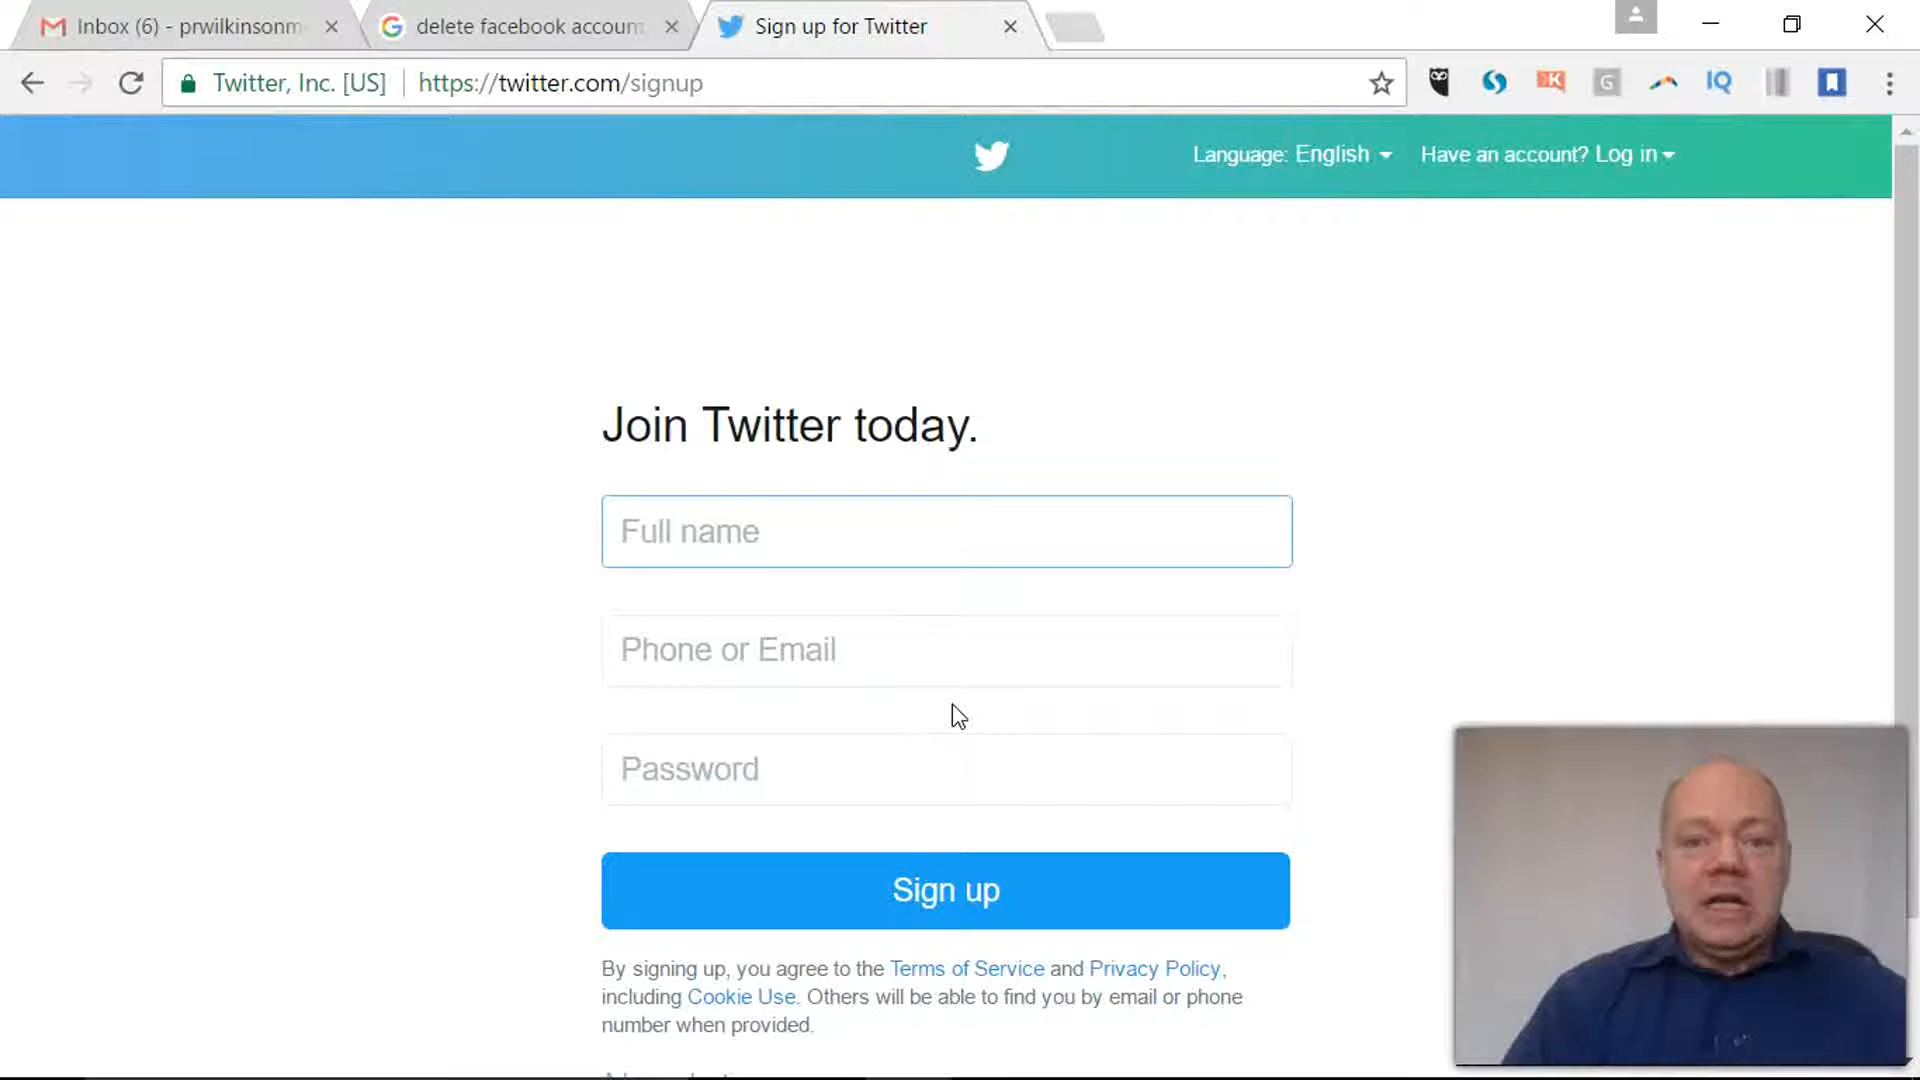 Inbox (6) - prwilkinsonm
delete facebook accoun
Sign up for Twitter
Twitter, Inc. [US] https://twitter.com/signup
K
G
IQ
Language: English
Have an account? Log in
Join Twitter today.
Full name
Phone or Email
Password
Sign up
By signing up, you agree to the Terms of Service and Privacy Policy,
including Cookie Use. Others will be able to find you by email or phone
number when provided.